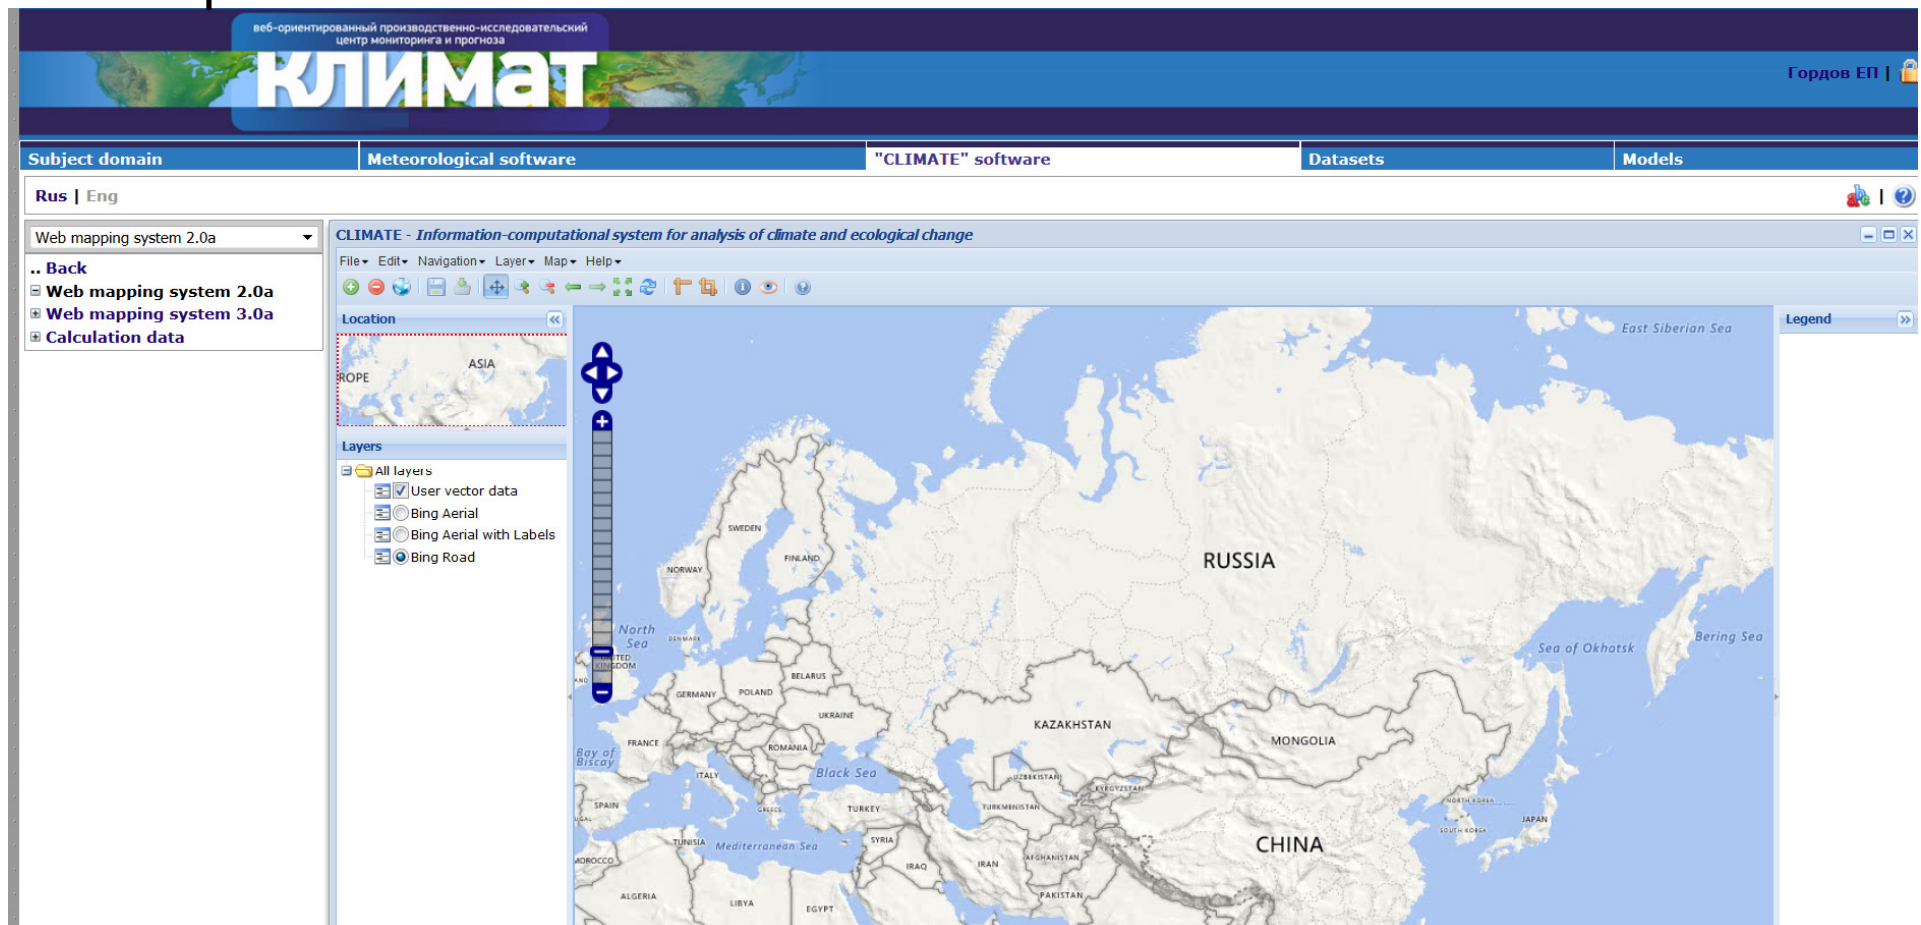 веб-ориентированный производственно-исследовательский
центр мониторинга и прогноза
Климат
Гордов ЕП |
Subject domain
Meteorological software
"CLIMATE" software
Datasets
Models
Rus | Eng
abc | ?
Web mapping system 2.0a
.. Back
Web mapping system 2.0a
Web mapping system 3.0a
Calculation data
CLIMATE - Information-computational system for analysis of climate and ecological change
File Edit Navigation Layer Map Help
Location
ROPE
ASIA
Layers
All layers
User vector data
Bing Aerial
Bing Aerial with Labels
Bing Road
Legend
East Siberian Sea
SWEDEN
FINLAND
NORWAY
RUSSIA
North
Sea
DENMARK
UNITED
KINGDOM
Bering Sea
Sea of Okhotsk
BELARUS
GERMANY
POLAND
UKRAINE
KAZAKHSTAN
MONGOLIA
FRANCE
ROMANIA
Bay of
Biscay
ITALY
Black Sea
UZBEKISTAN
KYRGYZSTAN
SPAIN
GREECE
TURKEY
TURKMENISTAN
NORTH KOREA
JAPAN
SOUTH KOREA
TUNISIA
Mediterranean Sea
SYRIA
CHINA
MOROCCO
IRAQ
IRAN
AFGHANISTAN
ALGERIA
LIBYA
EGYPT
PAKISTAN